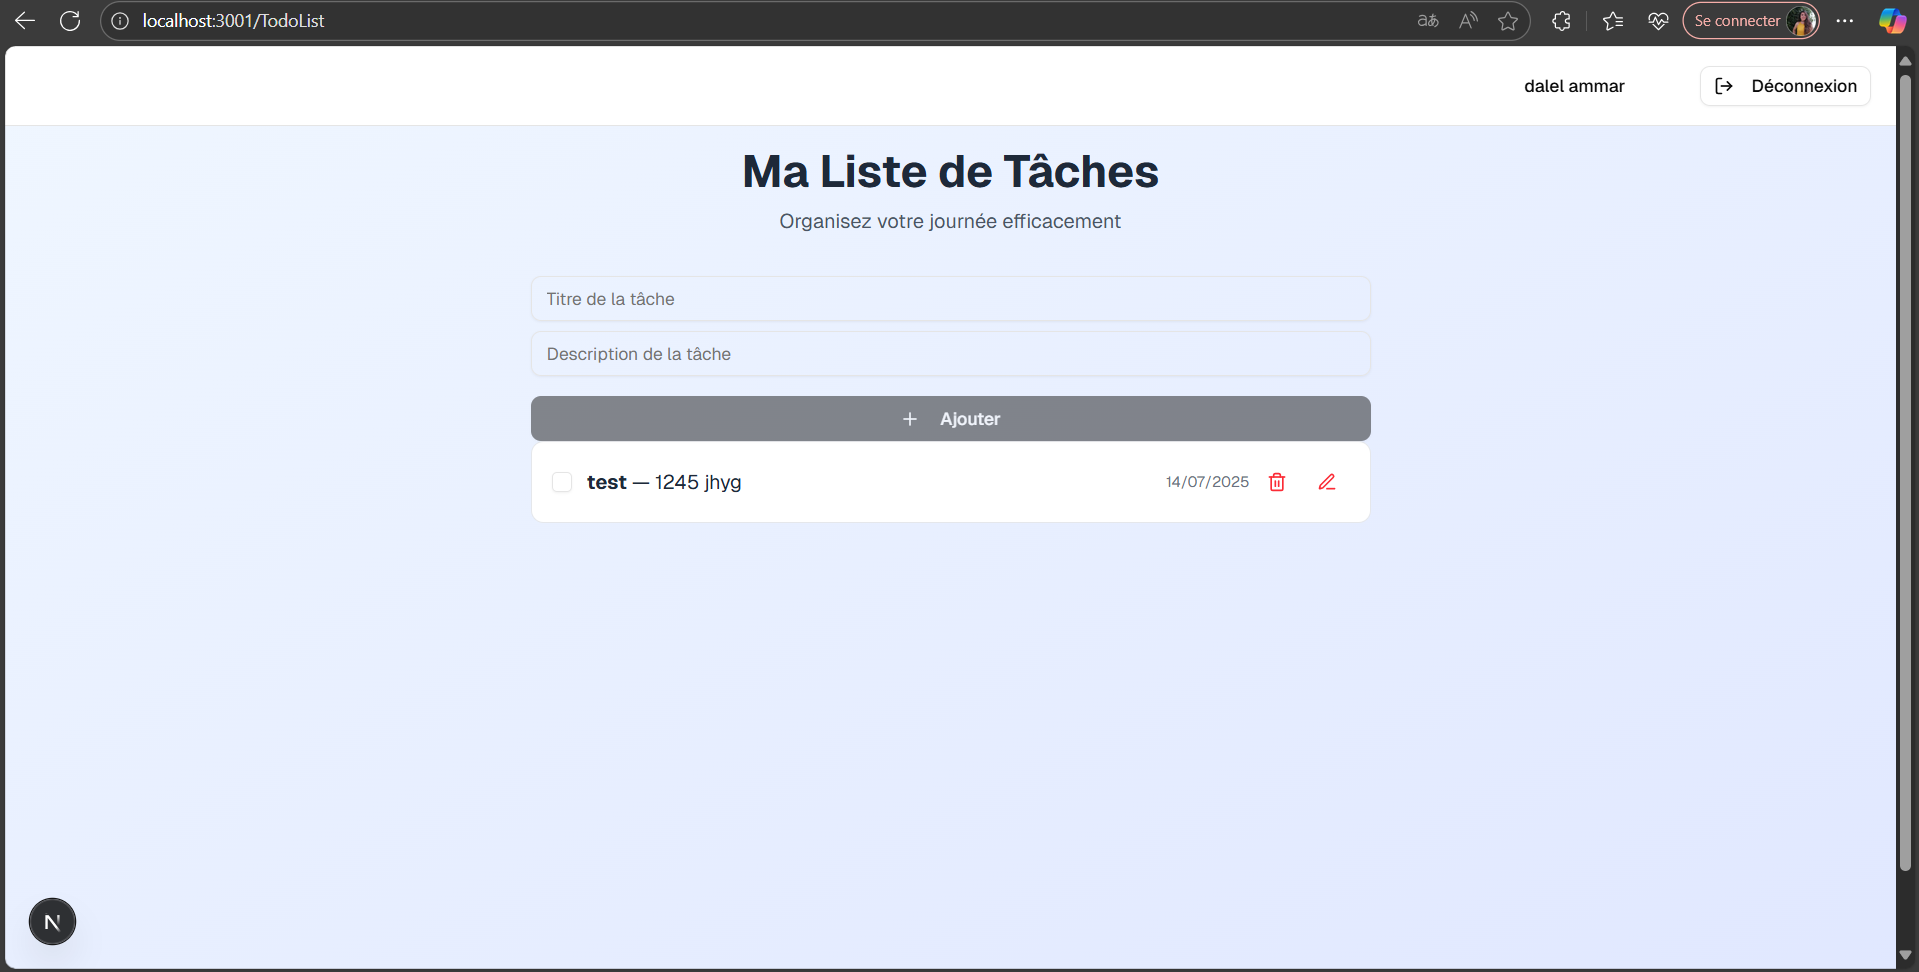 localhost:3001/TodoList
Se connecter
dalel ammar
Déconnexion
Ma Liste de Tâches
Organisez votre journée efficacement
Titre de la tâche
Description de la tâche
Ajouter
test — 1245 jhyg 14/07/2025
N